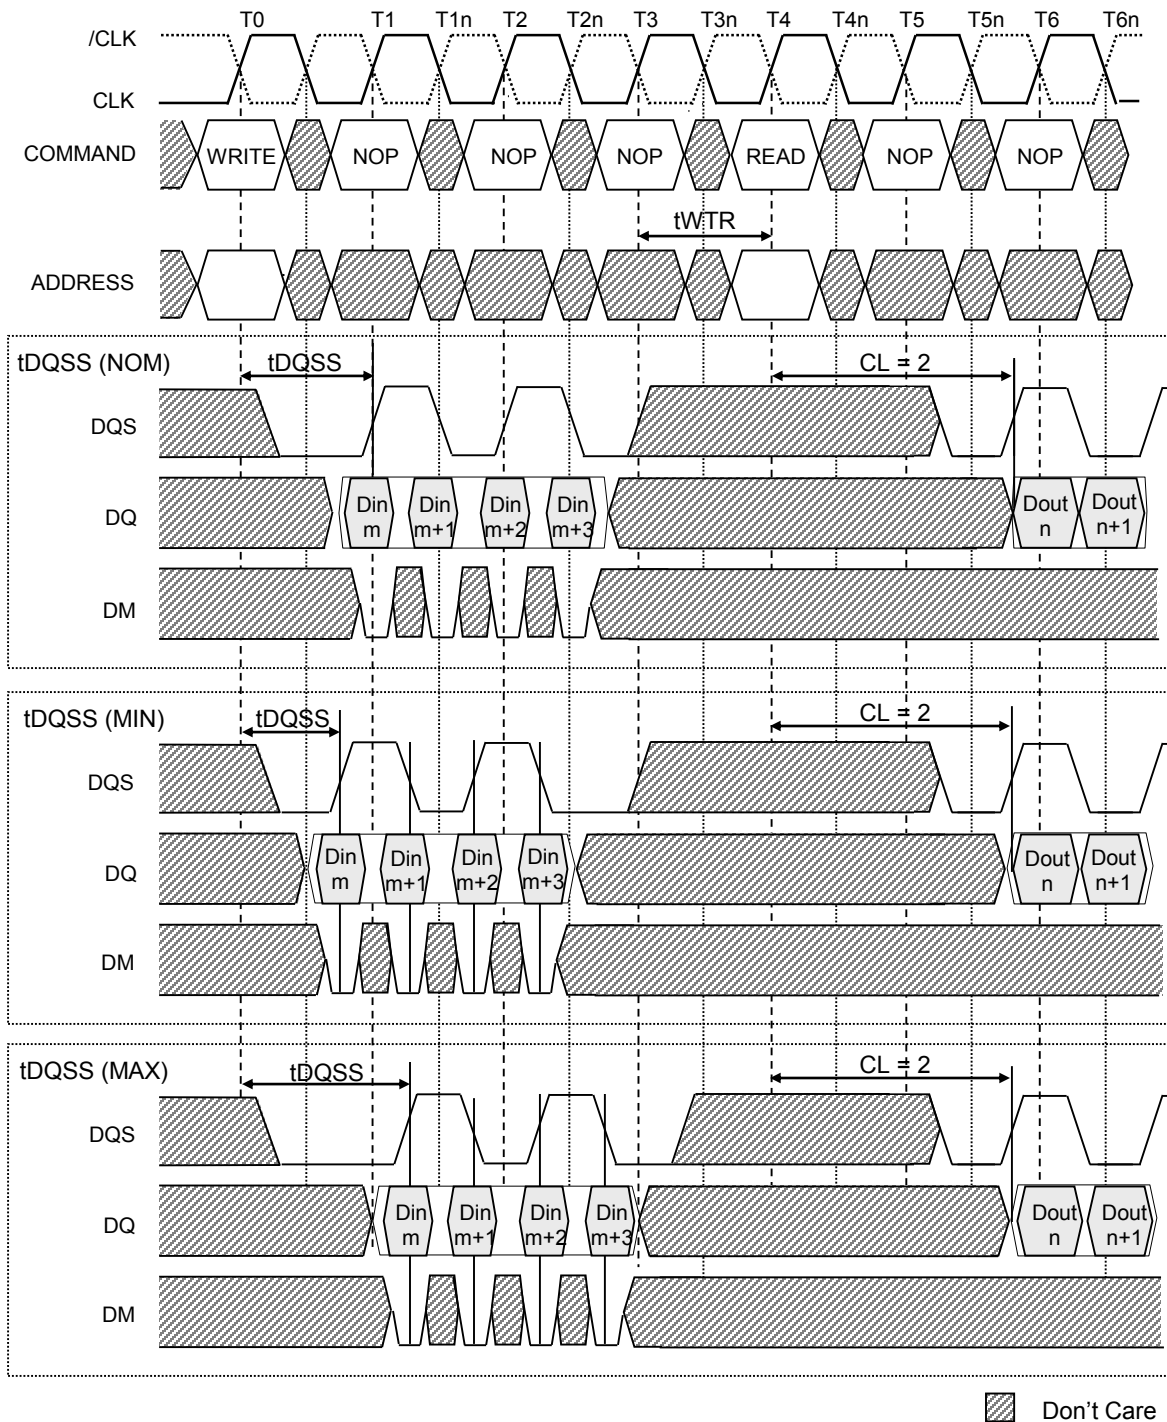 T0 T1 T1n T2 T2n T3 T3n T4 T4n T5 T5n T6 T6n
/CLK
CLK
COMMAND WRITE NOP NOP NOP READ NOP NOP
tWTR
ADDRESS
tDQSS (NOM) tDQSS CL = 2
DQS
DQ Din m Din m+1 Din m+2 Din m+3 Dout n Dout n+1
DM
tDQSS (MIN) tDQSS CL = 2
DQS
DQ Din m Din m+1 Din m+2 Din m+3 Dout n Dout n+1
DM
tDQSS (MAX) tDQSS CL = 2
DQS
DQ Din m Din m+1 Din m+2 Din m+3 Dout n Dout n+1
DM
Don't Care